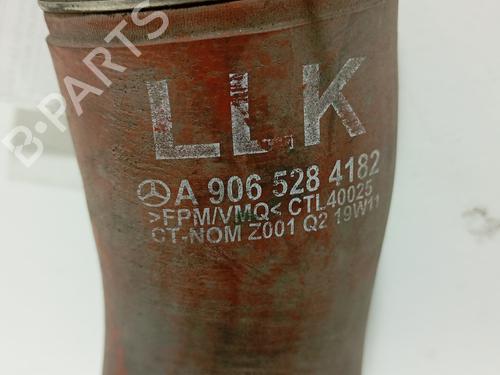 LLK
A 906 528 4182
>FPM/VMQ< CTL40025
CT-NOM Z001 Q2 19W11
B-PARTS